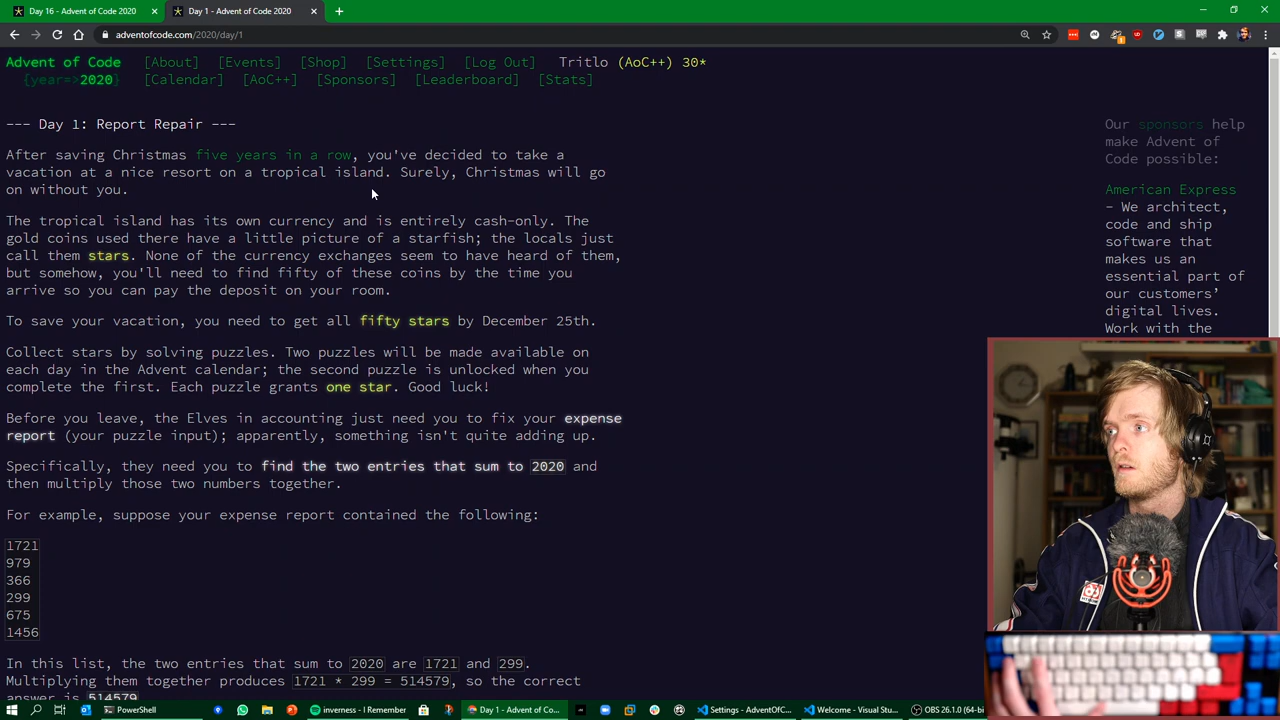 Day 16 - Advent of Code 2020
Day 1 - Advent of Code 2020
adventofcode.com/2020/day/1
Advent of Code [About] [Events] [Shop] [Settings] [Log Out] Tritlo (AoC++) 30*
{year=>2020} [Calendar] [AoC++] [Sponsors] [Leaderboard] [Stats]
--- Day 1: Report Repair ---
After saving Christmas five years in a row, you've decided to take a
vacation at a nice resort on a tropical island. Surely, Christmas will go
on without you.
The tropical island has its own currency and is entirely cash-only. The
gold coins used there have a little picture of a starfish; the locals just
call them stars. None of the currency exchanges seem to have heard of them,
but somehow, you'll need to find fifty of these coins by the time you
arrive so you can pay the deposit on your room.
To save your vacation, you need to get all fifty stars by December 25th.
Collect stars by solving puzzles. Two puzzles will be made available on
each day in the Advent calendar; the second puzzle is unlocked when you
complete the first. Each puzzle grants one star. Good luck!
Before you leave, the Elves in accounting just need you to fix your expense
report (your puzzle input); apparently, something isn't quite adding up.
Specifically, they need you to find the two entries that sum to 2020 and
then multiply those two numbers together.
For example, suppose your expense report contained the following:
1721
979
366
299
675
1456
In this list, the two entries that sum to 2020 are 1721 and 299.
Multiplying them together produces 1721 * 299 = 514579, so the correct
answer is 514579
Our sponsors help
make Advent of
Code possible:
American Express
- We architect,
code and ship
software that
makes us an
essential part of
our customers’
digital lives.
Work with the
PowerShell
inverness - I Remember
Day 1 - Advent of Co...
Settings - AdventOfC...
Welcome - Visual Stu...
OBS 26.1.0 (64-bi